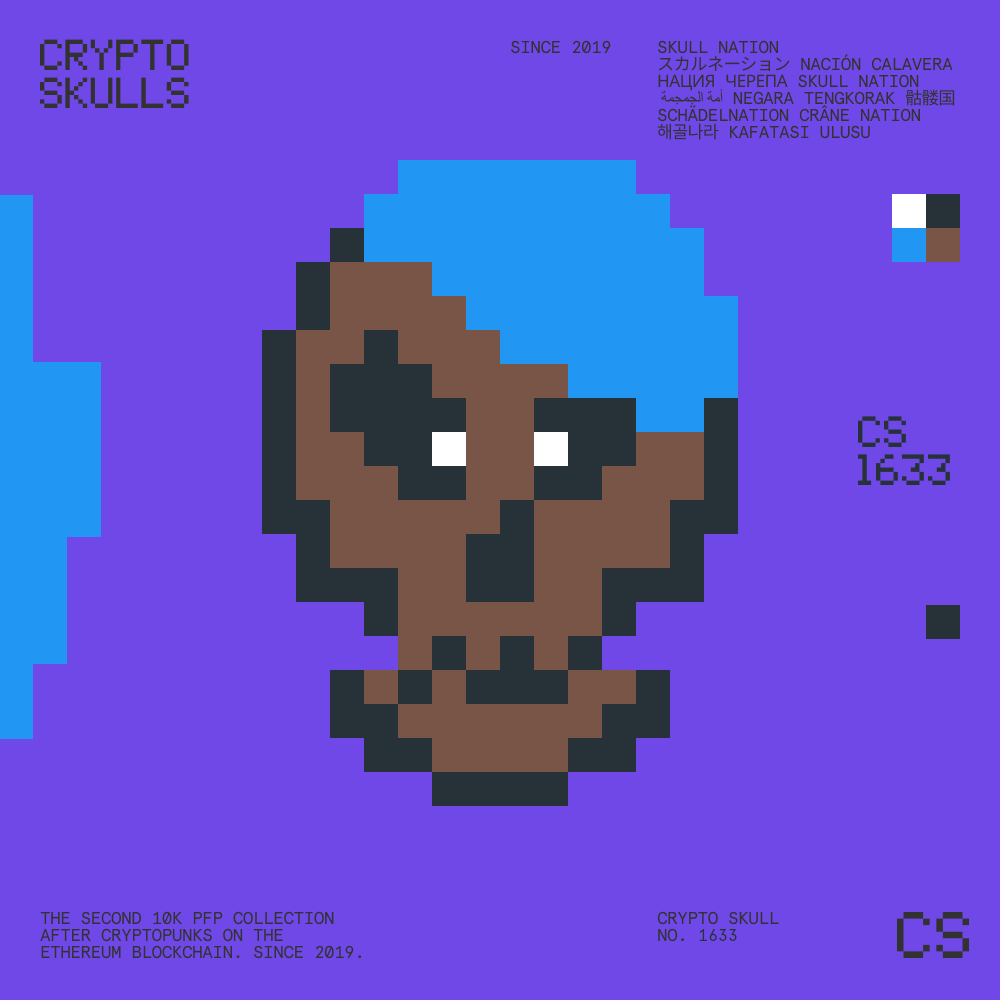 CRYPTO
SKULLS
SINCE 2019
SKULL NATION
スカルネーション NACIÓN CALAVERA
НАЦИЯ ЧЕРЕПА SKULL NATION
أمة الجمجمة NEGARA TENGKORAK 骷髅国
SCHÄDELNATION CRÂNE NATION
해골나라 KAFATASI ULUSU
CS
1633
THE SECOND 10K PFP COLLECTION
AFTER CRYPTOPUNKS ON THE
ETHEREUM BLOCKCHAIN. SINCE 2019.
CRYPTO SKULL
NO. 1633
CS